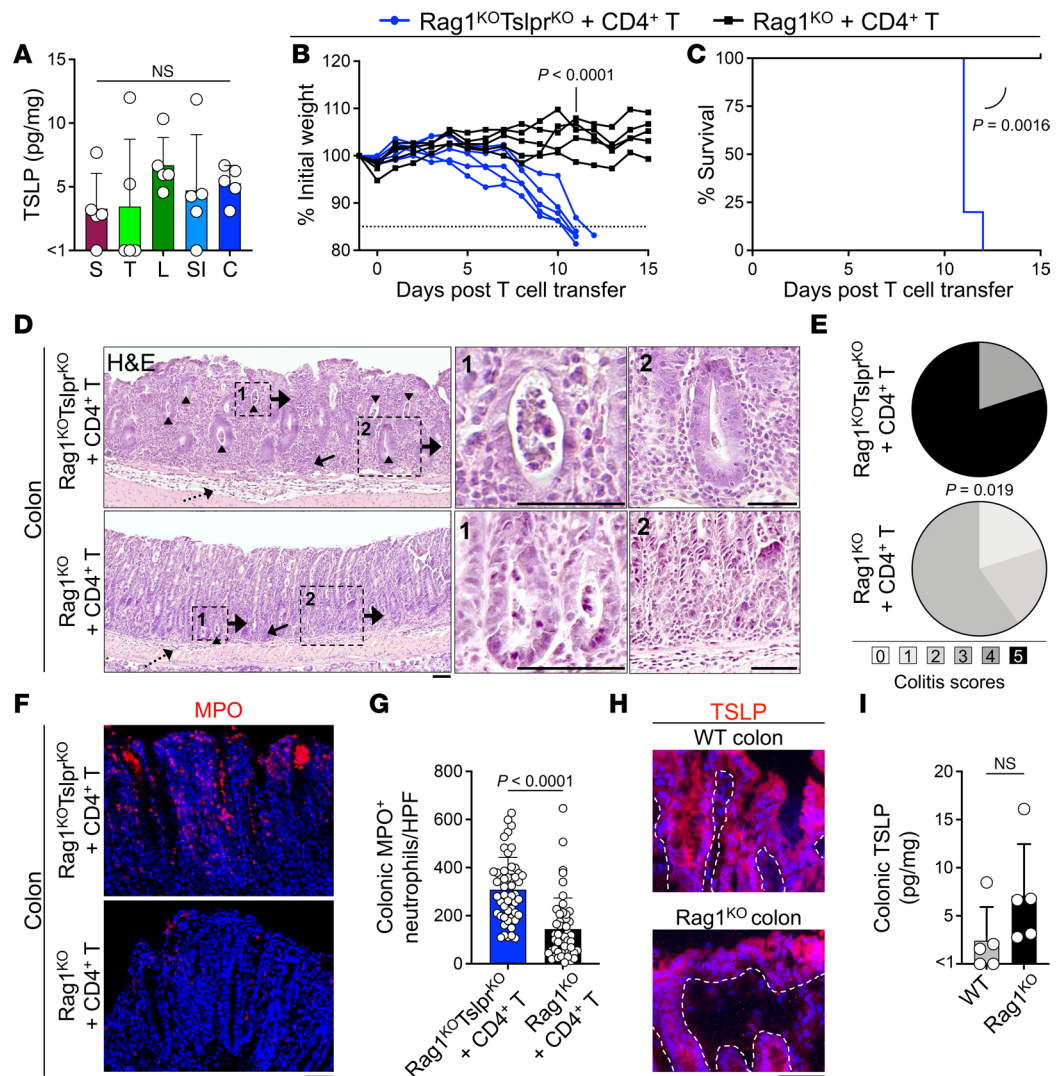 Rag1ᴷᴼTslprᴷᴼ + CD4⁺ T
Rag1ᴷᴼ + CD4⁺ T
A
NS
TSLP (pg/mg)
15
10
5
<1
S T L SI C
B
P < 0.0001
% Initial weight
120
110
100
90
80
0 5 10 15
Days post T cell transfer
C
P = 0.0016
% Survival
100
75
50
25
0
0 5 10 15
Days post T cell transfer
D
Colon
Rag1ᴷᴼTslprᴷᴼ
+ CD4⁺ T
H&E
1
2
1
2
Rag1ᴷᴼ
+ CD4⁺ T
1
2
1
2
E
Rag1ᴷᴼTslprᴷᴼ
+ CD4⁺ T
P = 0.019
Rag1ᴷᴼ
+ CD4⁺ T
0 1 2 3 4 5
Colitis scores
F
MPO
Colon
Rag1ᴷᴼTslprᴷᴼ
+ CD4⁺ T
Rag1ᴷᴼ
+ CD4⁺ T
G
P < 0.0001
Colonic MPO⁺
neutrophils/HPF
800
600
400
200
0
Rag1ᴷᴼTslprᴷᴼ
+ CD4⁺ T
Rag1ᴷᴼ
+ CD4⁺ T
H
TSLP
WT colon
Rag1ᴷᴼ colon
I
NS
Colonic TSLP
(pg/mg)
20
15
10
5
<1
WT
Rag1ᴷᴼ